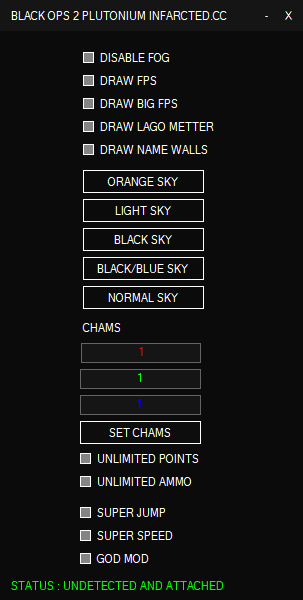 BLACK OPS 2 PLUTONIUM INFARCTED.CC - X
DISABLE FOG
DRAW FPS
DRAW BIG FPS
DRAW LAGO METTER
DRAW NAME WALLS
ORANGE SKY
LIGHT SKY
BLACK SKY
BLACK/BLUE SKY
NORMAL SKY
CHAMS
1
1
1
SET CHAMS
UNLIMITED POINTS
UNLIMITED AMMO
SUPER JUMP
SUPER SPEED
GOD MOD
STATUS : UNDETECTED AND ATTACHED